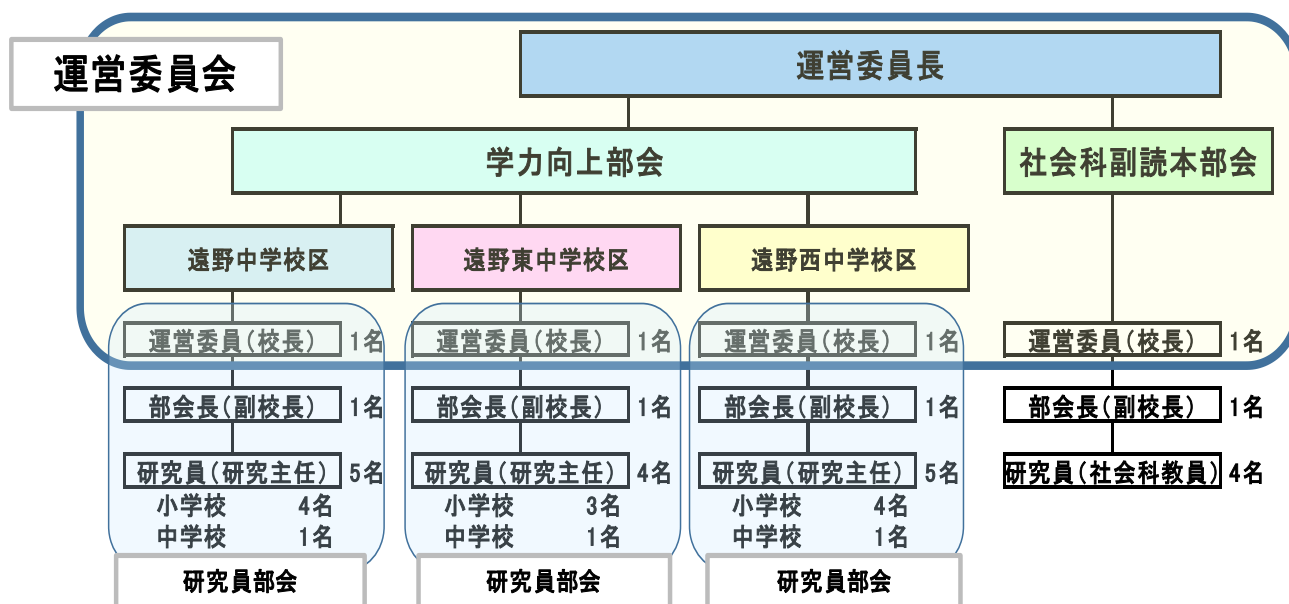 運営委員会
運営委員長
学力向上部会
社会科副読本部会
遠野中学校区
遠野東中学校区
遠野西中学校区
運営委員(校長) 1名
運営委員(校長) 1名
運営委員(校長) 1名
運営委員(校長) 1名
部会長(副校長) 1名
部会長(副校長) 1名
部会長(副校長) 1名
部会長(副校長) 1名
研究員(研究主任) 5名
研究員(研究主任) 4名
研究員(研究主任) 5名
研究員(社会科教員) 4名
小学校 4名
小学校 3名
小学校 4名
中学校 1名
中学校 1名
中学校 1名
研究員部会
研究員部会
研究員部会